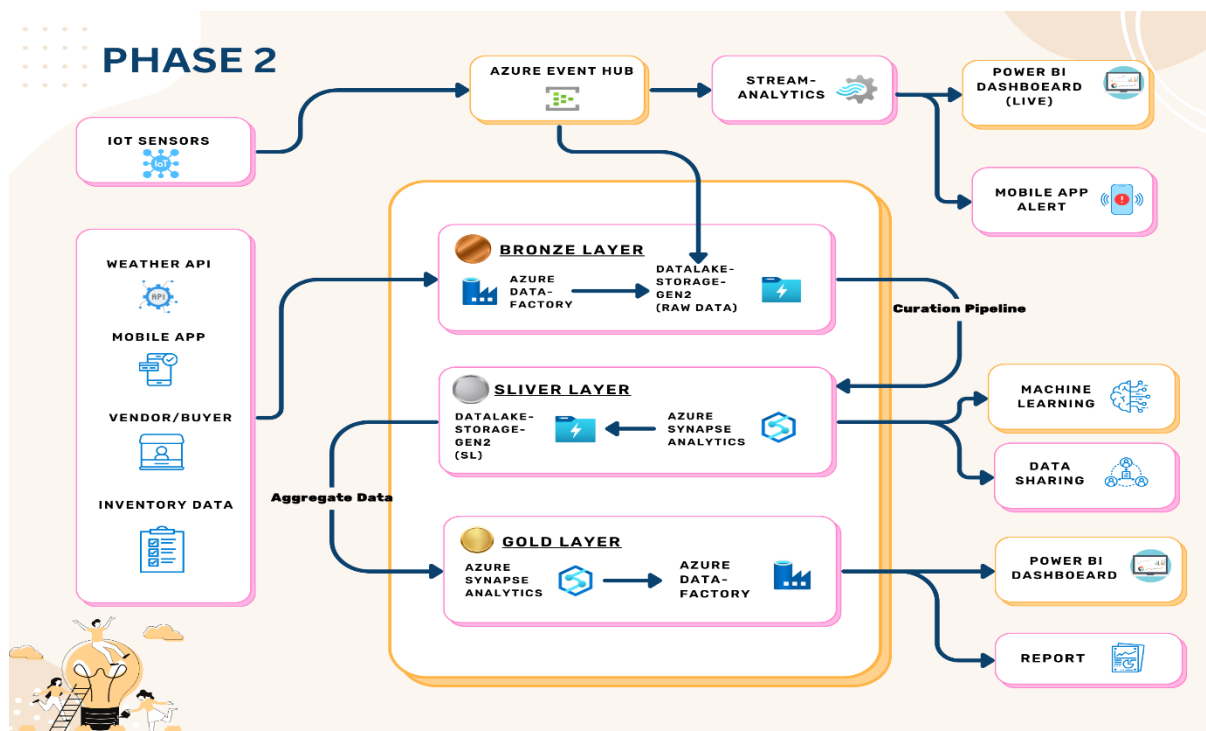 PHASE 2
IOT SENSORS
IoT
WEATHER API
API
MOBILE APP
VENDOR/BUYER
INVENTORY DATA
AZURE EVENT HUB
STREAM-
ANALYTICS
POWER BI
DASHBOEARD
(LIVE)
MOBILE APP
ALERT
BRONZE LAYER
AZURE
DATA-
FACTORY
DATALAKE-
STORAGE-
GEN2
(RAW DATA)
Curation Pipeline
SLIVER LAYER
DATALAKE-
STORAGE-
GEN2
(SL)
AZURE
SYNAPSE
ANALYTICS
MACHINE
LEARNING
DATA
SHARING
Aggregate Data
GOLD LAYER
AZURE
SYNAPSE
ANALYTICS
AZURE
DATA-
FACTORY
POWER BI
DASHBOEARD
REPORT